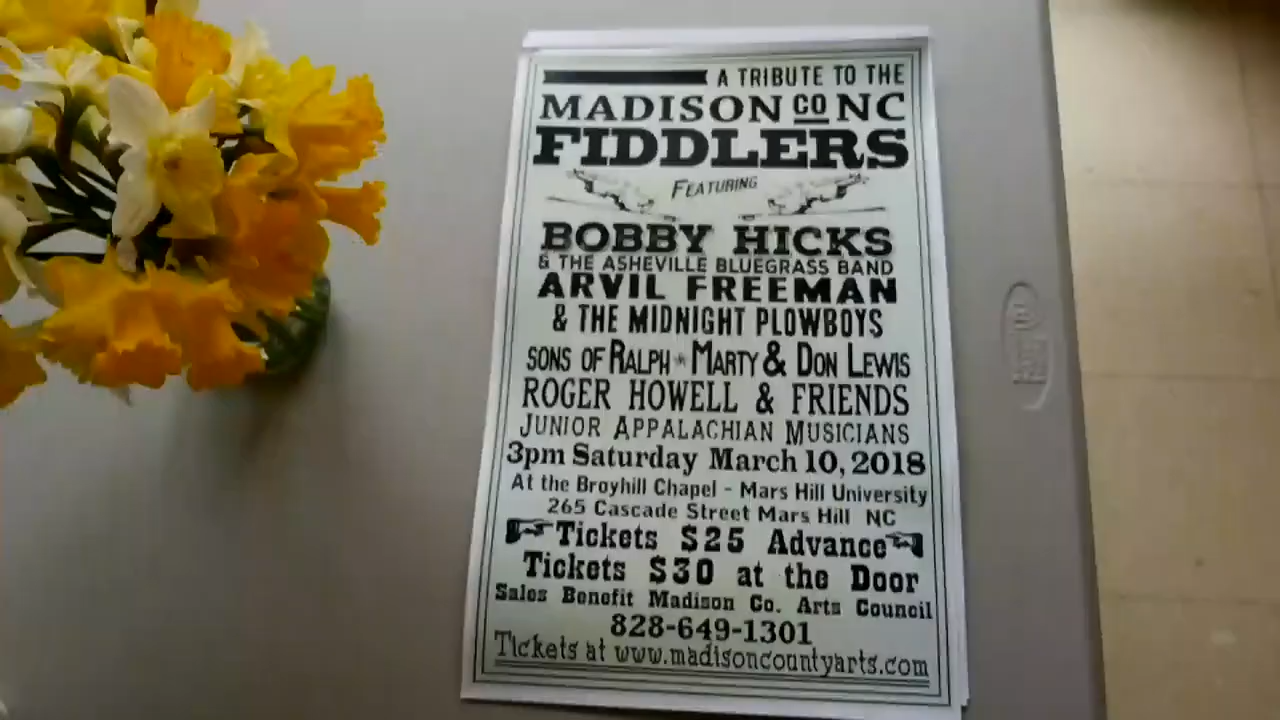 A TRIBUTE TO THE
MADISON CO NC
FIDDLERS
FEATURING
BOBBY HICKS
& THE ASHEVILLE BLUEGRASS BAND
ARVIL FREEMAN
& THE MIDNIGHT PLOWBOYS
SONS OF RALPH * MARTY & DON LEWIS
ROGER HOWELL & FRIENDS
JUNIOR APPALACHIAN MUSICIANS
3pm Saturday March 10, 2018
At the Broyhill Chapel - Mars Hill University
265 Cascade Street Mars Hill NC
Tickets $25 Advance
Tickets $30 at the Door
Sales Benefit Madison Co. Arts Council
828-649-1301
Tickets at www.madisoncountyarts.com